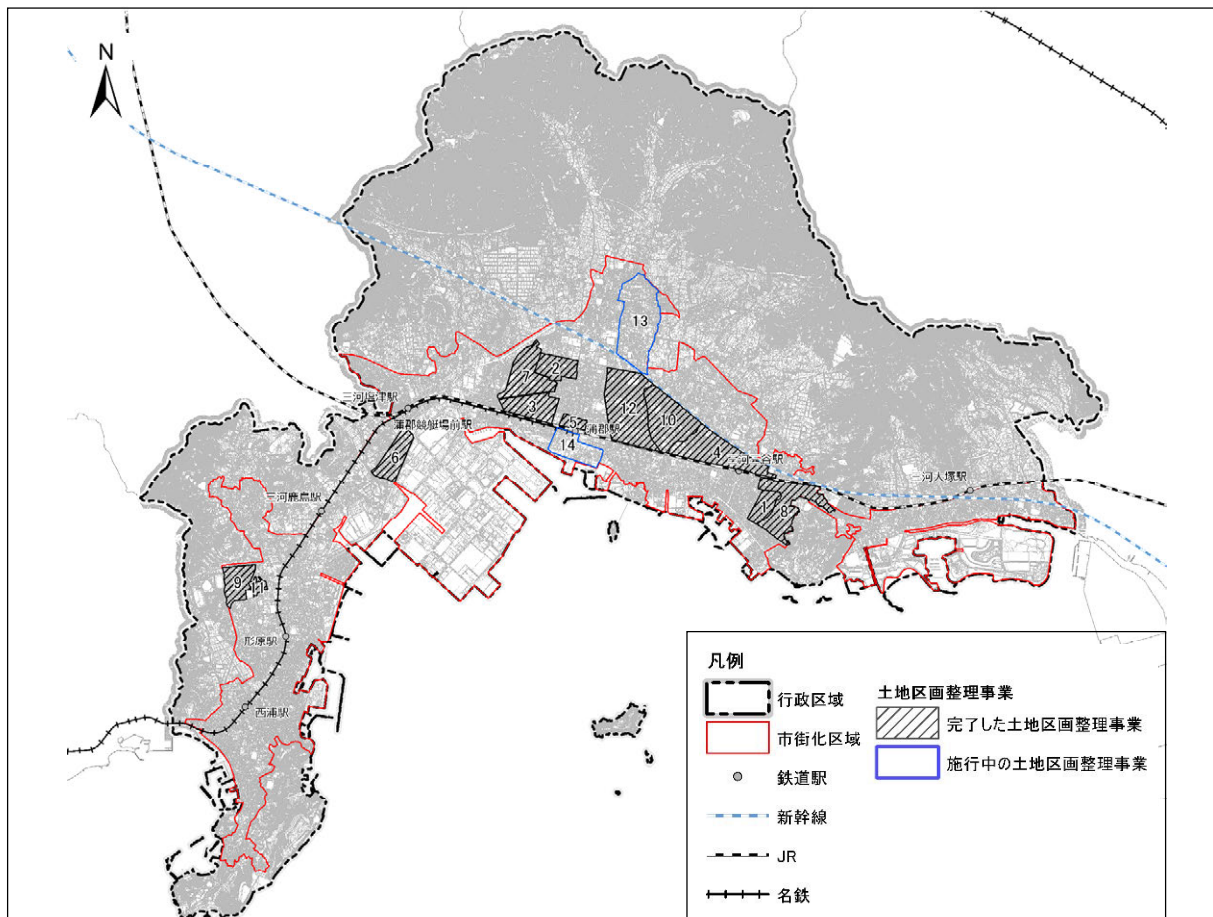 N
13
2
7
3
5
12
10
4
14
6
1
8
9
11
三河塩津駅
蒲郡競艇場前駅
蒲郡駅
三河三谷駅
三河大塚駅
三河鹿島駅
形原駅
西浦駅
凡例
行政区域
市街化区域
鉄道駅
新幹線
JR
名鉄
土地区画整理事業
完了した土地区画整理事業
施行中の土地区画整理事業